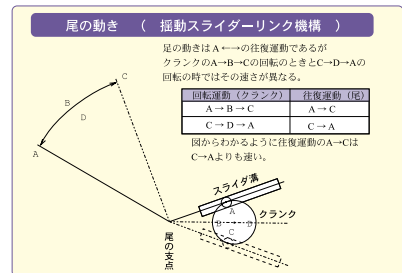 尾の動き （ 揺動スライダーリンク機構 ）
足の動きはA←→の往復運動であるが
クランクのA→B→Cの回転のときとC→D→Aの
回転の時ではその速さが異なる。
回転運動（クランク） 往復運動（尾）
A→B→C A→C
C→D→A C→A
図からわかるように往復運動のA→Cは
C→Aよりも速い。
C
B
D
A
スライダ溝
クランク
A
B → D
C
尾の支点